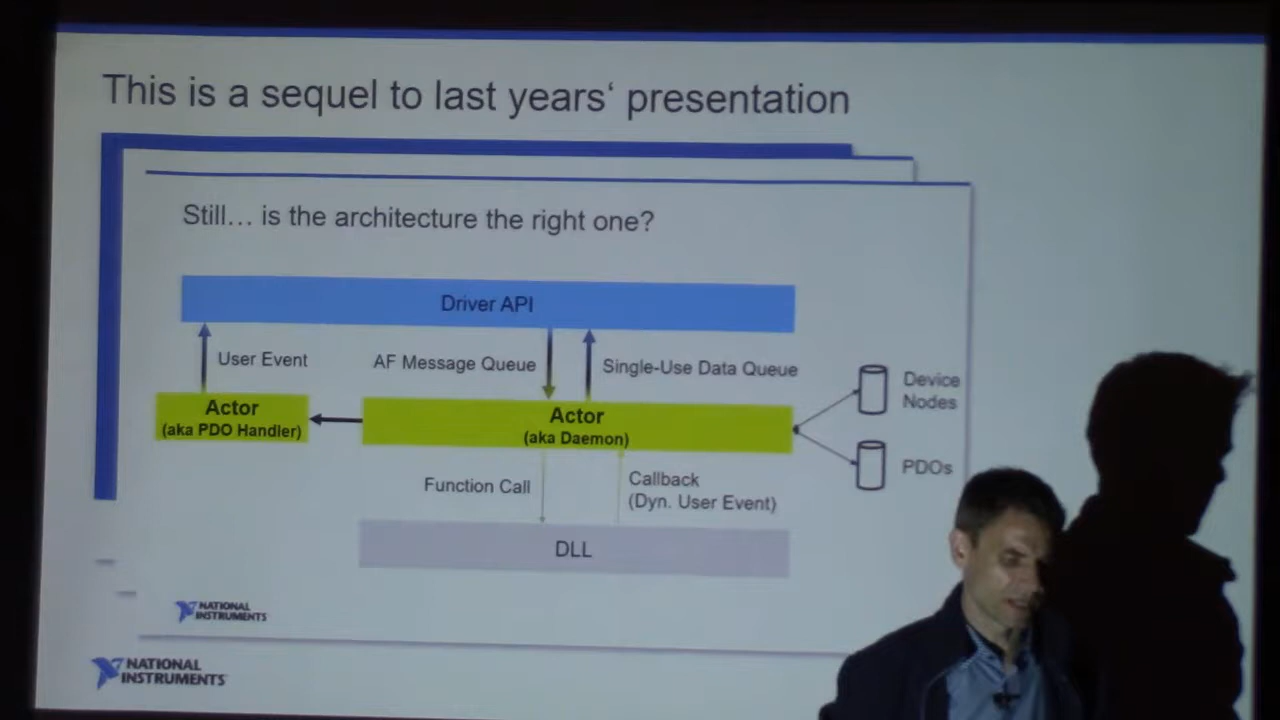 This is a sequel to last years‘ presentation
Still… is the architecture the right one?
Driver API
User Event
AF Message Queue
Single-Use Data Queue
Device
Nodes
Actor
(aka PDO Handler)
Actor
(aka Daemon)
PDOs
Function Call
Callback
(Dyn. User Event)
DLL
NATIONAL
INSTRUMENTS
NATIONAL
INSTRUMENTS